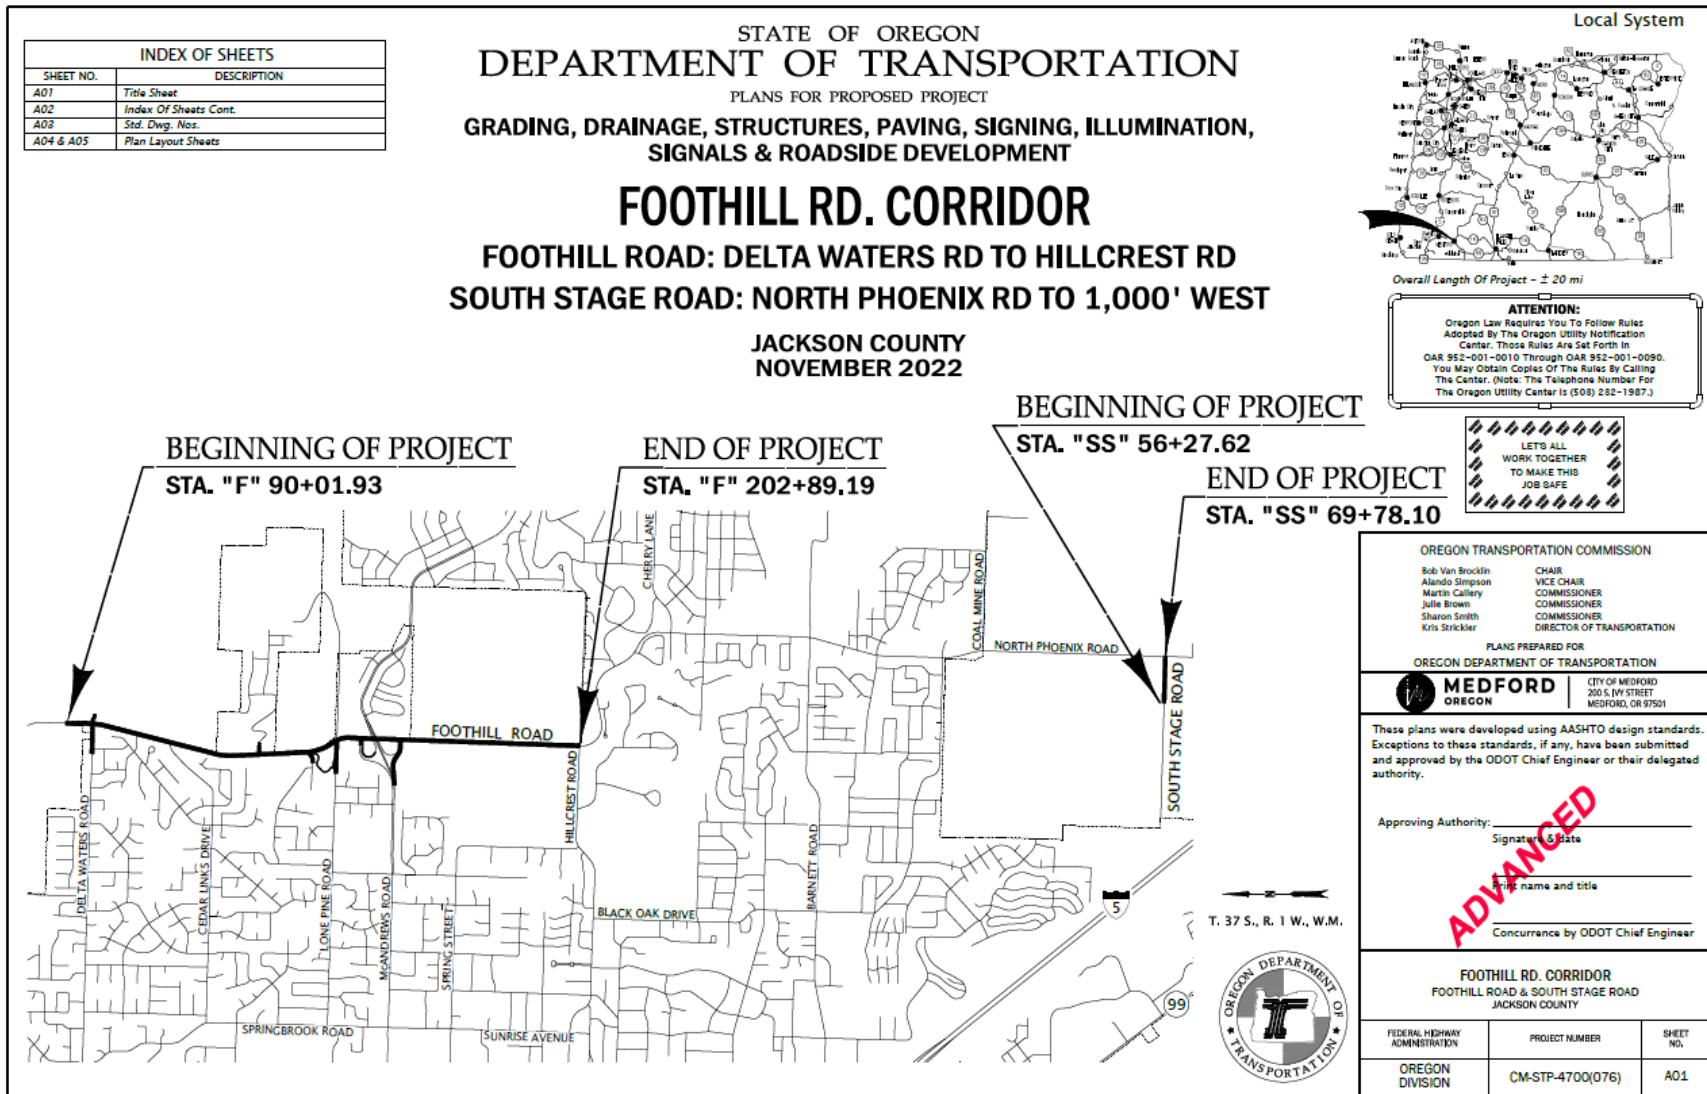 Local System
STATE OF OREGON
DEPARTMENT OF TRANSPORTATION
PLANS FOR PROPOSED PROJECT
GRADING, DRAINAGE, STRUCTURES, PAVING, SIGNING, ILLUMINATION,
SIGNALS & ROADSIDE DEVELOPMENT
FOOTHILL RD. CORRIDOR
FOOTHILL ROAD: DELTA WATERS RD TO HILLCREST RD
SOUTH STAGE ROAD: NORTH PHOENIX RD TO 1,000' WEST
JACKSON COUNTY
NOVEMBER 2022
INDEX OF SHEETS
SHEET NO. DESCRIPTION
A01 Title Sheet
A02 Index Of Sheets Cont.
A03 Std. Dwg. Nos.
A04 & A05 Plan Layout Sheets
Overall Length Of Project - ± 20 mi
ATTENTION:
Oregon Law Requires You To Follow Rules
Adopted By The Oregon Utility Notification
Center. Those Rules Are Set Forth In
OAR 952-001-0010 Through OAR 952-001-0090.
You May Obtain Copies Of The Rules By Calling
The Center. (Note: The Telephone Number For
The Oregon Utility Center Is (503) 232-1987.)
LET'S ALL
WORK TOGETHER
TO MAKE THIS
JOB SAFE
BEGINNING OF PROJECT
STA. "F" 90+01.93
END OF PROJECT
STA. "F" 202+89.19
BEGINNING OF PROJECT
STA. "SS" 56+27.62
END OF PROJECT
STA. "SS" 69+78.10
CHERRY LANE
COAL MINE ROAD
NORTH PHOENIX ROAD
SOUTH STAGE ROAD
FOOTHILL ROAD
HILLCREST ROAD
DELTA WATERS ROAD
CEDAR LINKS DRIVE
LONE PINE ROAD
McANDREWS ROAD
SPRING STREET
BARNETT ROAD
BLACK OAK DRIVE
SPRINGBROOK ROAD
SUNRISE AVENUE
5
99
N
T. 37 S., R. 1 W., W.M.
OREGON DEPARTMENT OF TRANSPORTATION
OREGON TRANSPORTATION COMMISSION
Bob Van Brocklin CHAIR
Alando Simpson VICE CHAIR
Martin Callery COMMISSIONER
Julie Brown COMMISSIONER
Sharon Smith COMMISSIONER
Kris Strickler DIRECTOR OF TRANSPORTATION
PLANS PREPARED FOR
OREGON DEPARTMENT OF TRANSPORTATION
MEDFORD
OREGON
CITY OF MEDFORD
200 S. IVY STREET
MEDFORD, OR 97501
These plans were developed using AASHTO design standards.
Exceptions to these standards, if any, have been submitted
and approved by the ODOT Chief Engineer or their delegated
authority.
Approving Authority:
Signature & date
Print name and title
Concurrence by ODOT Chief Engineer
ADVANCED
FOOTHILL RD. CORRIDOR
FOOTHILL ROAD & SOUTH STAGE ROAD
JACKSON COUNTY
FEDERAL HIGHWAY
ADMINISTRATION
PROJECT NUMBER
SHEET
NO.
OREGON
DIVISION
CM-STP-4700(076)
A01